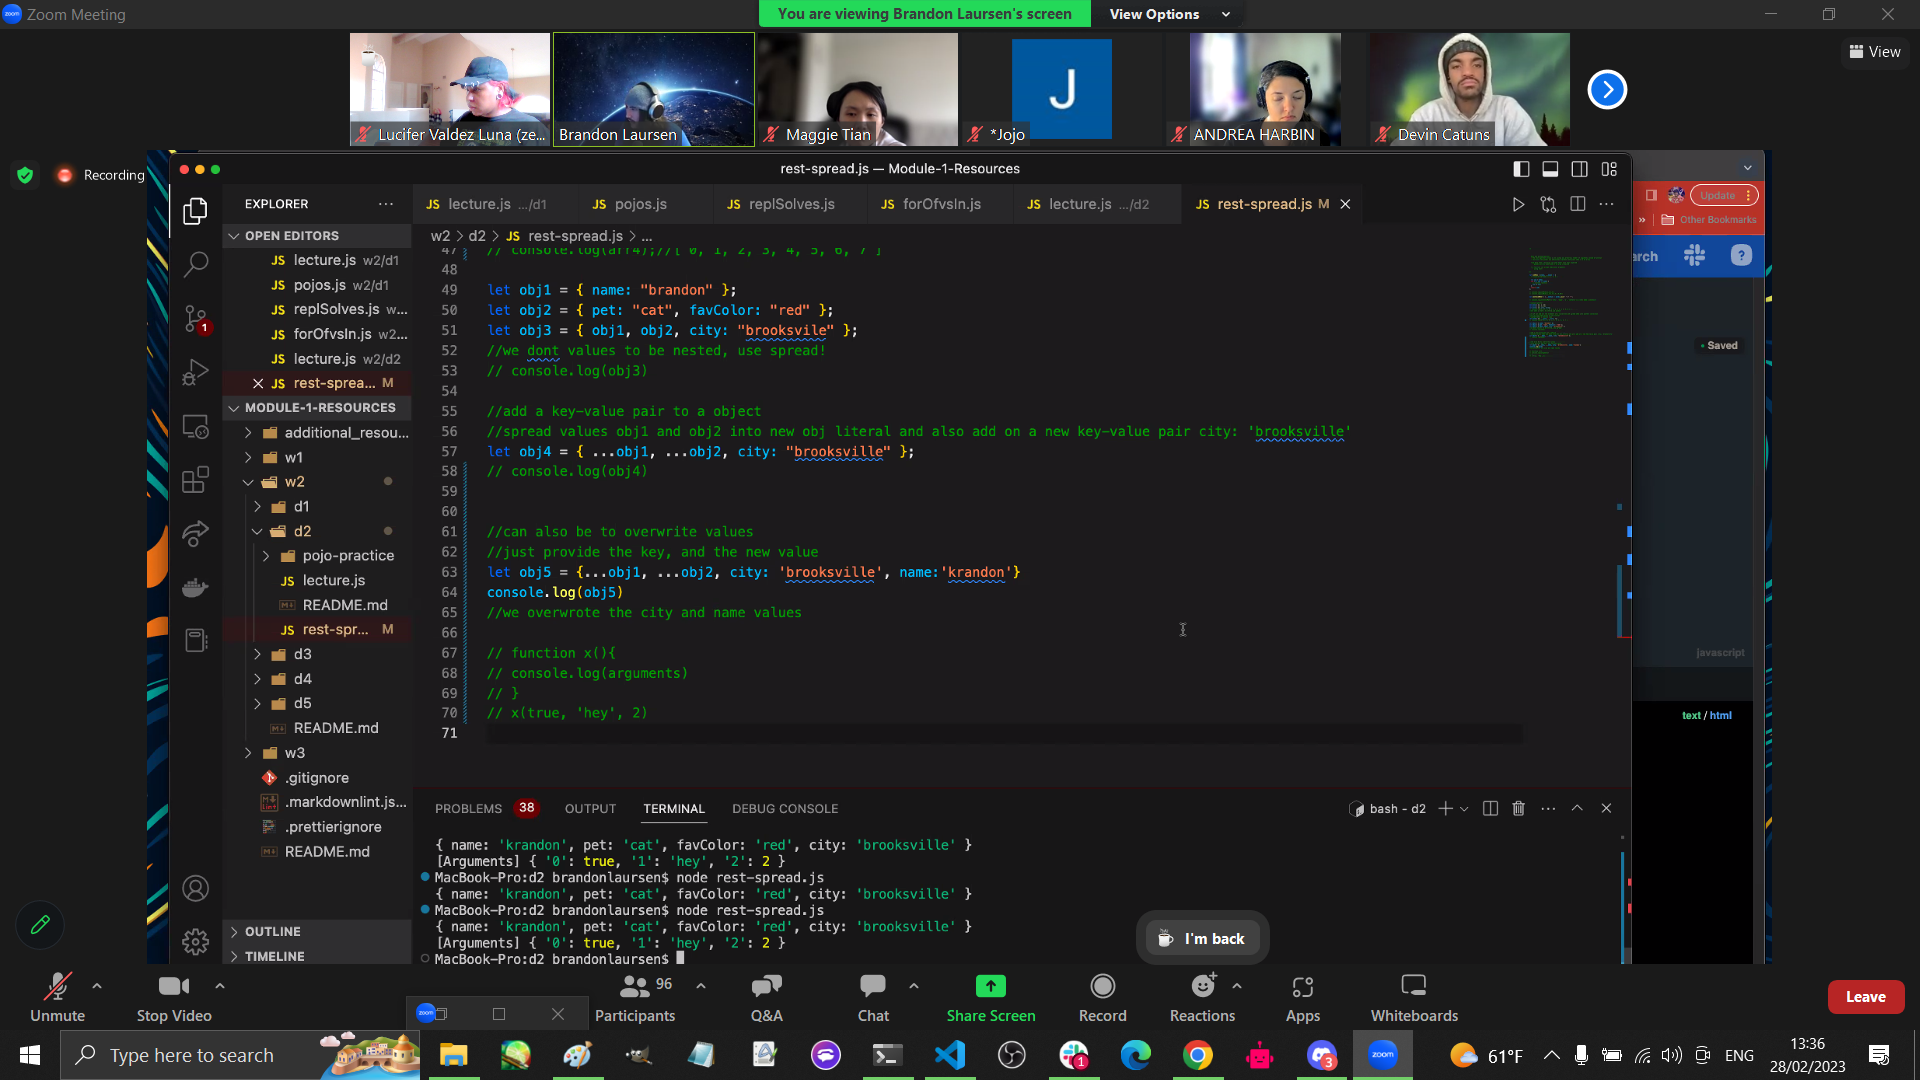 Zoom Meeting
You are viewing Brandon Laursen's screen
View Options
View
Lucifer Valdez Luna (ze...
Brandon Laursen
Maggie Tian
J
*Jojo
ANDREA HARBIN
Devin Catuns
Recording
rest-spread.js — Module-1-Resources
Update
Other Bookmarks
EXPLORER
JS lecture.js .../d1
JS pojos.js
JS replSolves.js
JS forOfvsIn.js
JS lecture.js .../d2
JS rest-spread.js M
w2 > d2 > JS rest-spread.js > ...
OPEN EDITORS
JS lecture.js w2/d1
JS pojos.js w2/d1
JS replSolves.js w...
JS forOfvsIn.js w2...
JS lecture.js w2/d2
JS rest-sprea... M
MODULE-1-RESOURCES
additional_resou...
w1
w2
d1
d2
pojo-practice
JS lecture.js
README.md
JS rest-spr... M
d3
d4
d5
README.md
w3
.gitignore
.markdownlint.js...
.prettierignore
README.md
OUTLINE
TIMELINE
1
47 // console.log(arr4);//[ 0, 1, 2, 3, 4, 5, 6, 7 ]
48
49 let obj1 = { name: "brandon" };
50 let obj2 = { pet: "cat", favColor: "red" };
51 let obj3 = { obj1, obj2, city: "brooksvile" };
52 //we dont values to be nested, use spread!
53 // console.log(obj3)
54
55 //add a key-value pair to a object
56 //spread values obj1 and obj2 into new obj literal and also add on a new key-value pair city: 'brooksville'
57 let obj4 = { ...obj1, ...obj2, city: "brooksville" };
58 // console.log(obj4)
59
60
61 //can also be to overwrite values
62 //just provide the key, and the new value
63 let obj5 = {...obj1, ...obj2, city: 'brooksville', name:'krandon'}
64 console.log(obj5)
65 //we overwrote the city and name values
66
67 // function x(){
68 // console.log(arguments)
69 // }
70 // x(true, 'hey', 2)
71
arch
?
• Saved
javascript
text / html
PROBLEMS 38 OUTPUT TERMINAL DEBUG CONSOLE
bash - d2
{ name: 'krandon', pet: 'cat', favColor: 'red', city: 'brooksville' }
[Arguments] { '0': true, '1': 'hey', '2': 2 }
MacBook-Pro:d2 brandonlaursen$ node rest-spread.js
{ name: 'krandon', pet: 'cat', favColor: 'red', city: 'brooksville' }
MacBook-Pro:d2 brandonlaursen$ node rest-spread.js
{ name: 'krandon', pet: 'cat', favColor: 'red', city: 'brooksville' }
[Arguments] { '0': true, '1': 'hey', '2': 2 }
MacBook-Pro:d2 brandonlaursen$
I'm back
Unmute
Stop Video
zoom
Participants 96
Q&A
Chat
Share Screen
Record
Reactions
Apps
Whiteboards
Leave
Type here to search
1
3
zoom
61°F
ENG
13:36
28/02/2023